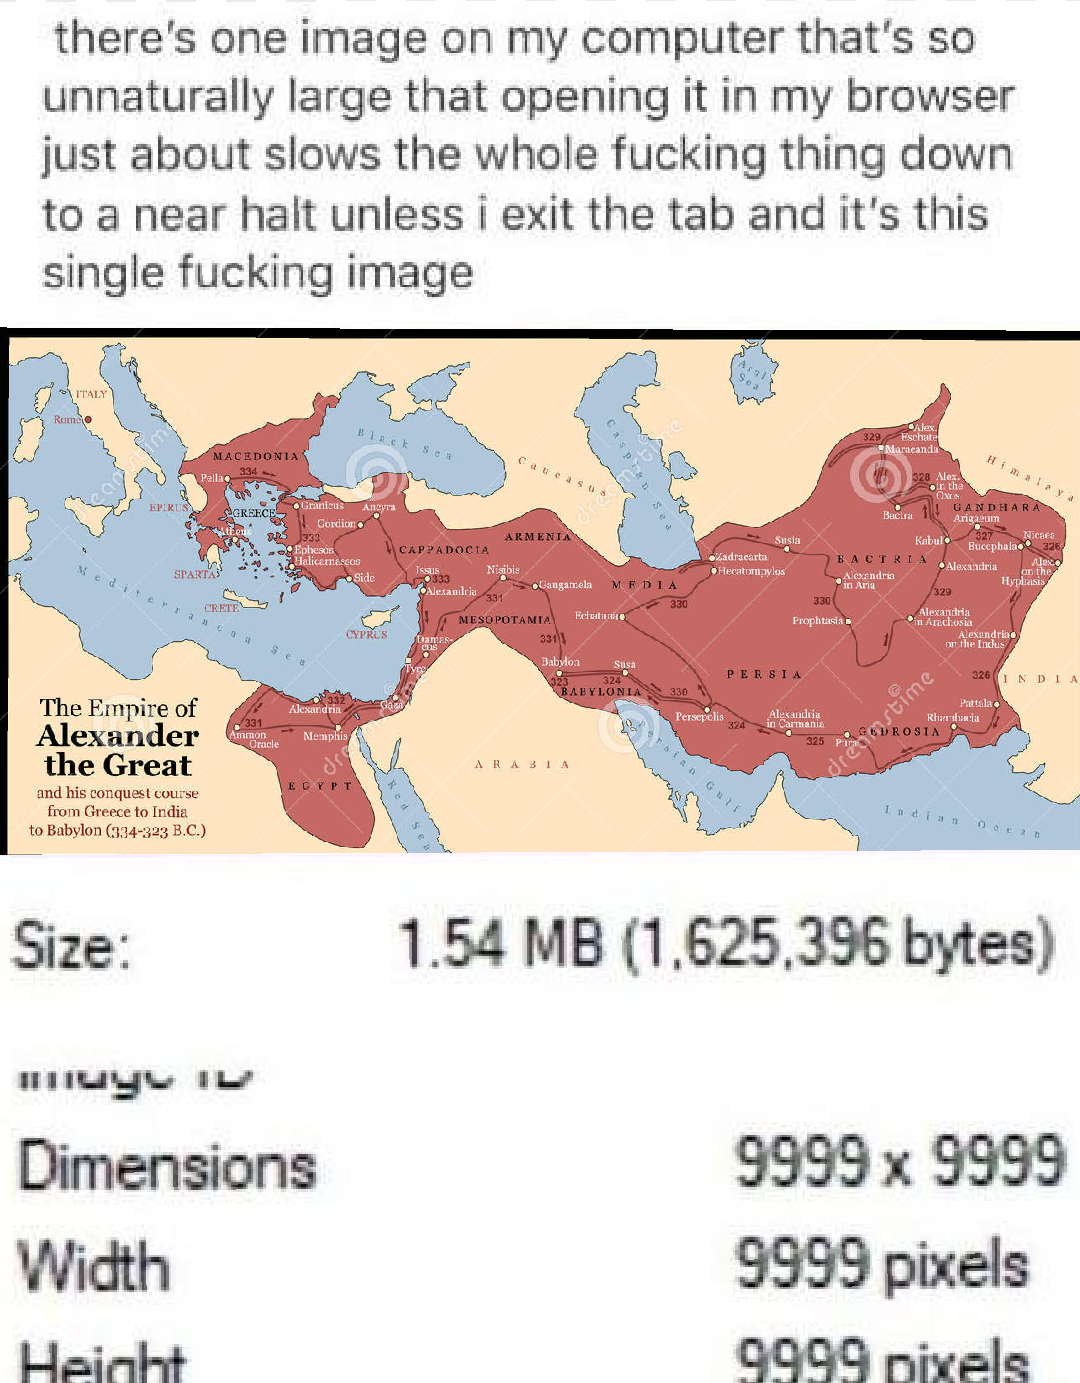 there's one image on my computer that's so
unnaturally large that opening it in my browser
just about slows the whole fucking thing down
to a near halt unless i exit the tab and it's this
single fucking image
ITALY
Rome
Black Sea
Caspian Sea
Aral Sea
Caucasus
Himalaya
MACEDONIA
334
Pella
EPIRUS
GREECE
Athens
SPARTA
CRETE
Mediterranean Sea
Granicus
Ancyra
Gordion
333
Ephesos
Halicarnassos
Side
CAPPADOCIA
ARMENIA
Issus
333
Alexandria
Nisibis
331
Gaugamela
MESOPOTAMIA
CYPRUS
Damas-
cus
Tyre
Gaza
MEDIA
Ecbatana
330
331
Babylon
323
Susa
324
BABYLONIA
330
Persepolis
324
Zadracarta
Hecatompylos
Susia
BACTRIA
Alexandria
in Aria
330
Prophtasia
329
Alex.
Eschate
Maracanda
328
Alex.
in the
Oxos
Bactra
GANDHARA
Arigaeum
327
Nicaea
Bucephala
326
Kabul
Alexandria
Alex.
on the
Hyphasis
329
Alexandria
in Arachosia
Alexandria
on the Indus
326
INDIA
Pattala
Rhambacia
PERSIA
Alexandria
in Carmania
325
Pura
GEDROSIA
Persian Gulf
Indian Ocean
ARABIA
Red Sea
Alexandria
332
331
Ammon
Oracle
Memphis
EGYPT
The Empire of
Alexander
the Great
and his conquest course
from Greece to India
to Babylon (334-323 B.C.)
dreamstime
dreamstime
dreamstime
dreamstime
Size: 1.54 MB (1,625,396 bytes)
Dimensions 9999 x 9999
Width 9999 pixels
Height 9999 pixels